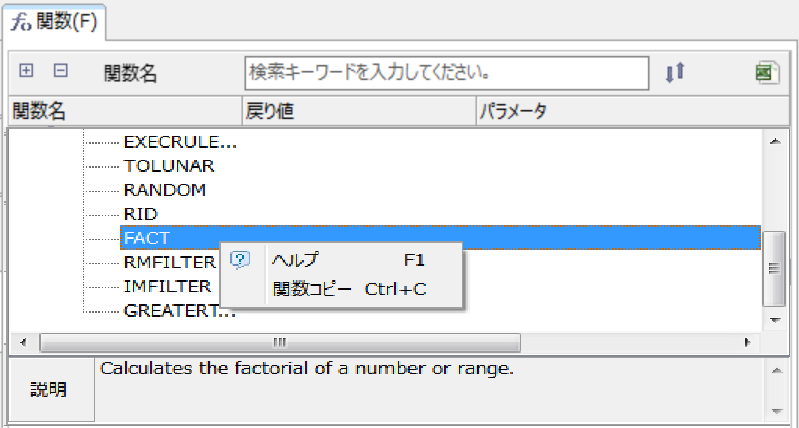 fo 関数(F)
関数名 検索キーワードを入力してください。
関数名 戻り値 パラメータ
EXECRULE...
TOLUNAR
RANDOM
RID
FACT
RMFILTER
IMFILTER
GREATERT...
ヘルプ F1
関数コピー Ctrl+C
説明 Calculates the factorial of a number or range.